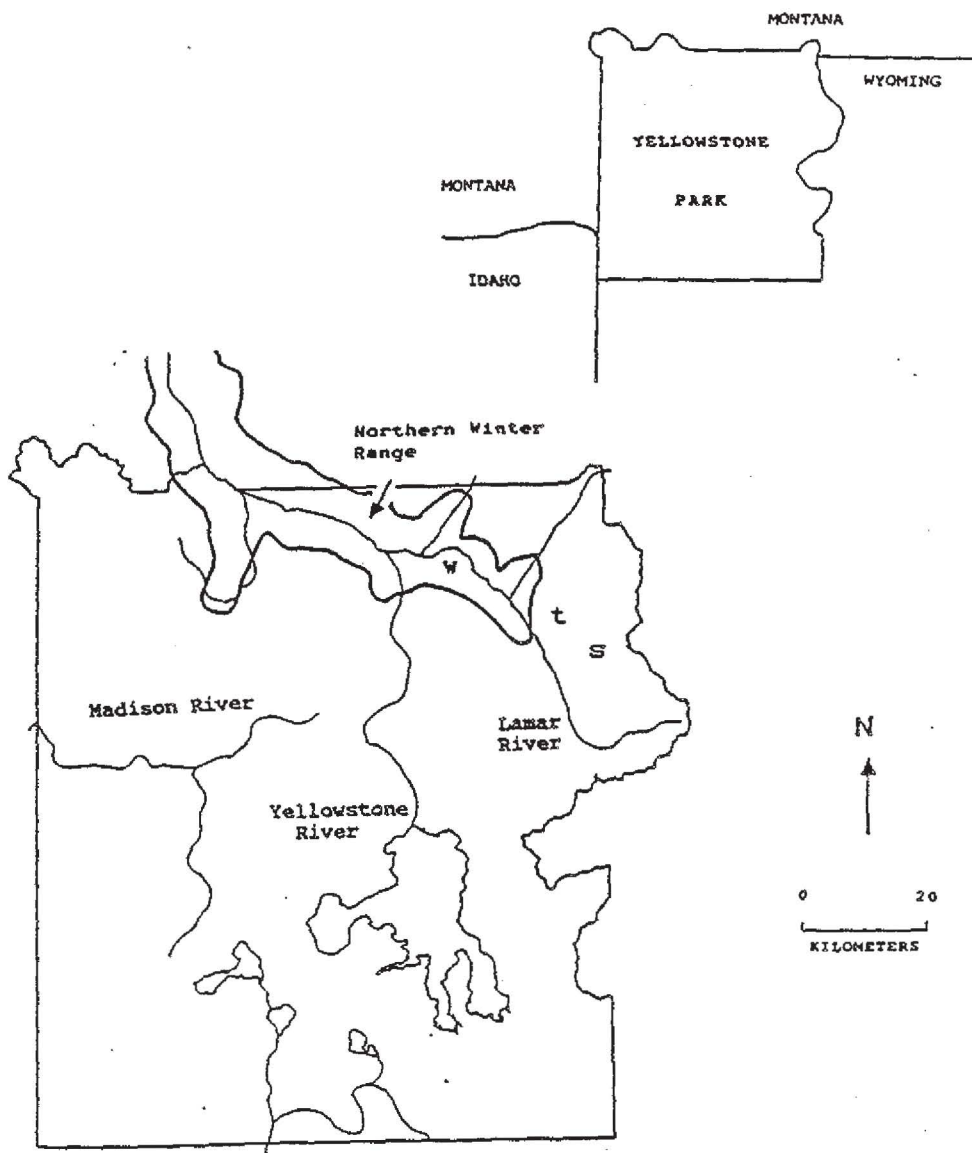 MONTANA
WYOMING
YELLOWSTONE
PARK
MONTANA
IDAHO
Northern Winter
Range
w
t
s
Madison River
Lamar
River
N
Yellowstone
River
0 20
KILOMETERS